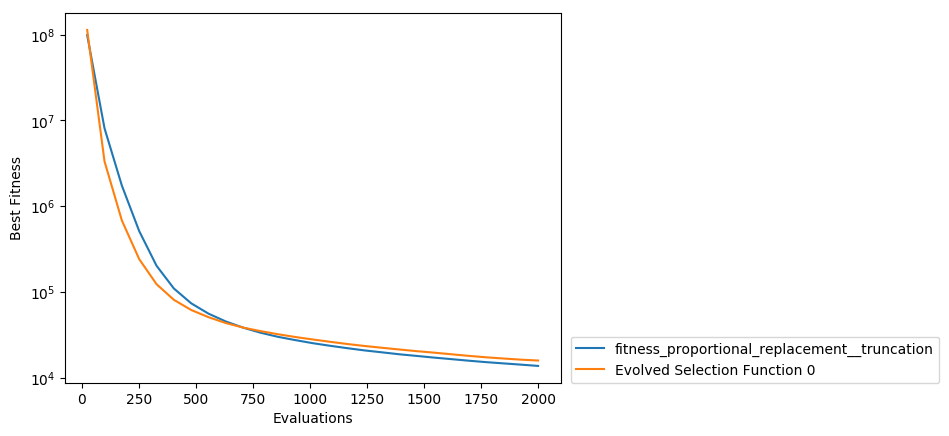 10^8
10^7
10^6
10^5
10^4
Best Fitness
0 250 500 750 1000 1250 1500 1750 2000
Evaluations
fitness_proportional_replacement__truncation
Evolved Selection Function 0